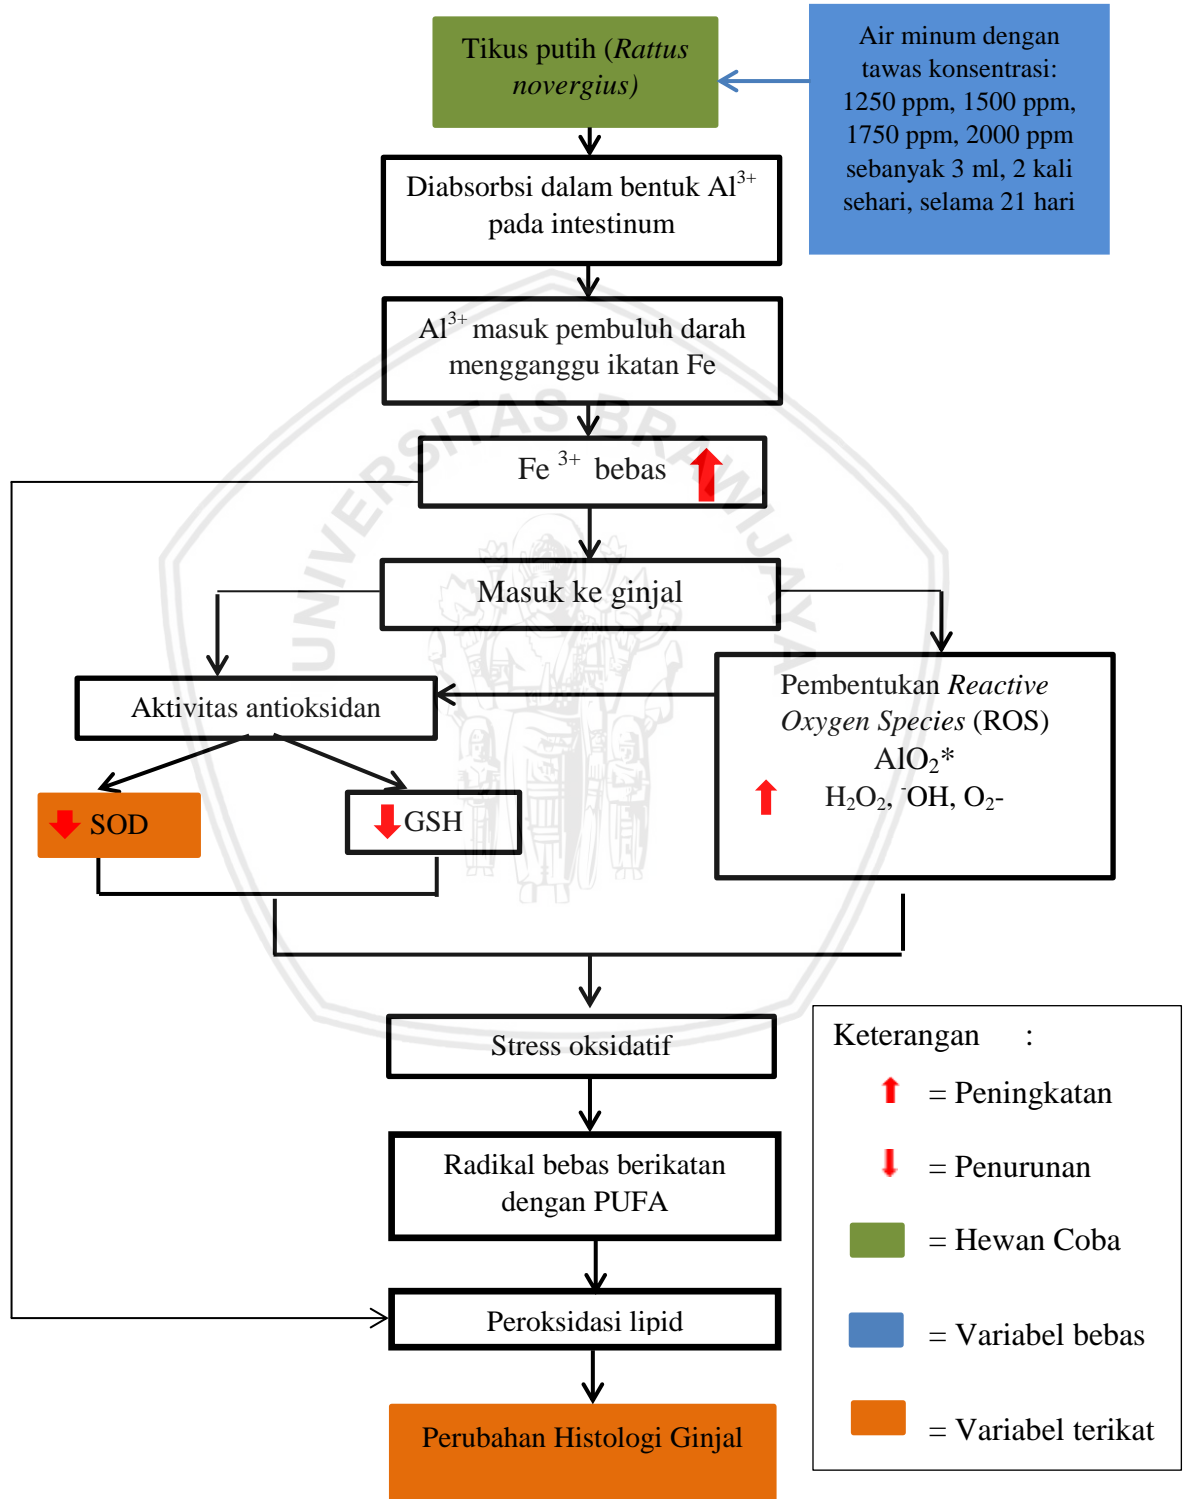 Tikus putih (Rattus
novergius)
Air minum dengan
tawas konsentrasi:
1250 ppm, 1500 ppm,
1750 ppm, 2000 ppm
sebanyak 3 ml, 2 kali
sehari, selama 21 hari
Diabsorbsi dalam bentuk Al³⁺
pada intestinum
Al³⁺ masuk pembuluh darah
mengganggu ikatan Fe
Fe ³⁺ bebas
Masuk ke ginjal
Aktivitas antioksidan
Pembentukan Reactive
Oxygen Species (ROS)
AlO₂*
H₂O₂, ⁻OH, O₂-
SOD
GSH
Stress oksidatif
Radikal bebas berikatan
dengan PUFA
Peroksidasi lipid
Perubahan Histologi Ginjal
Keterangan :
= Peningkatan
= Penurunan
= Hewan Coba
= Variabel bebas
= Variabel terikat
UNIVERSITAS BRAWIJAYA